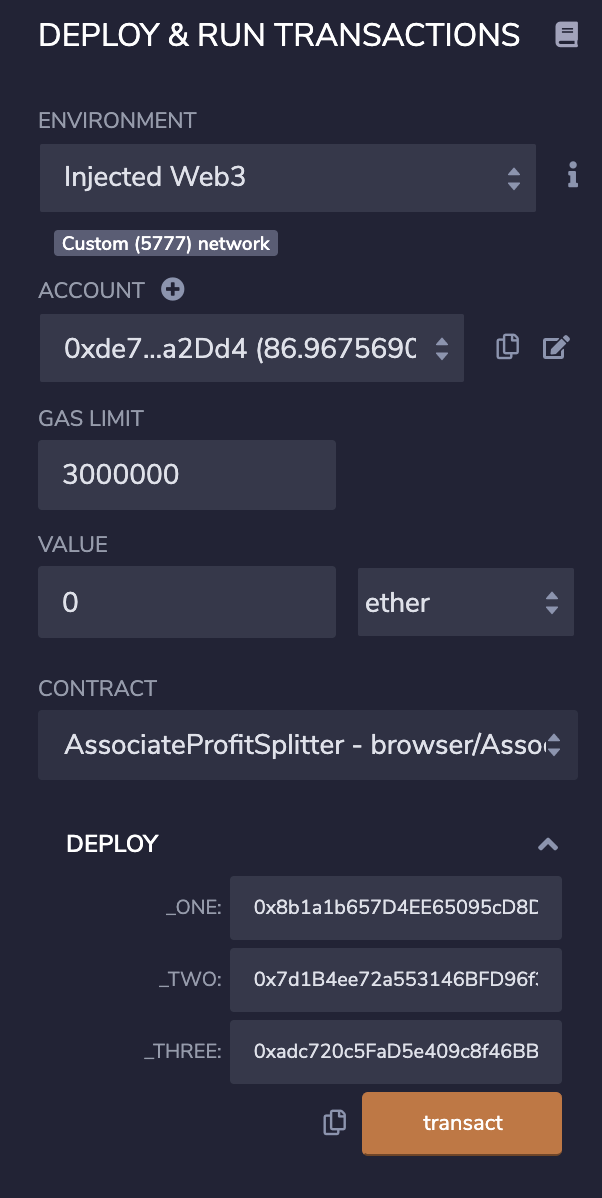 DEPLOY & RUN TRANSACTIONS
ENVIRONMENT
Injected Web3
Custom (5777) network
ACCOUNT
0xde7...a2Dd4 (86.9675690
GAS LIMIT
3000000
VALUE
0 ether
CONTRACT
AssociateProfitSplitter - browser/Asso
DEPLOY
_ONE: 0x8b1a1b657D4EE65095cD8D
_TWO: 0x7d1B4ee72a553146BFD96f
_THREE: 0xadc720c5FaD5e409c8f46BB
transact